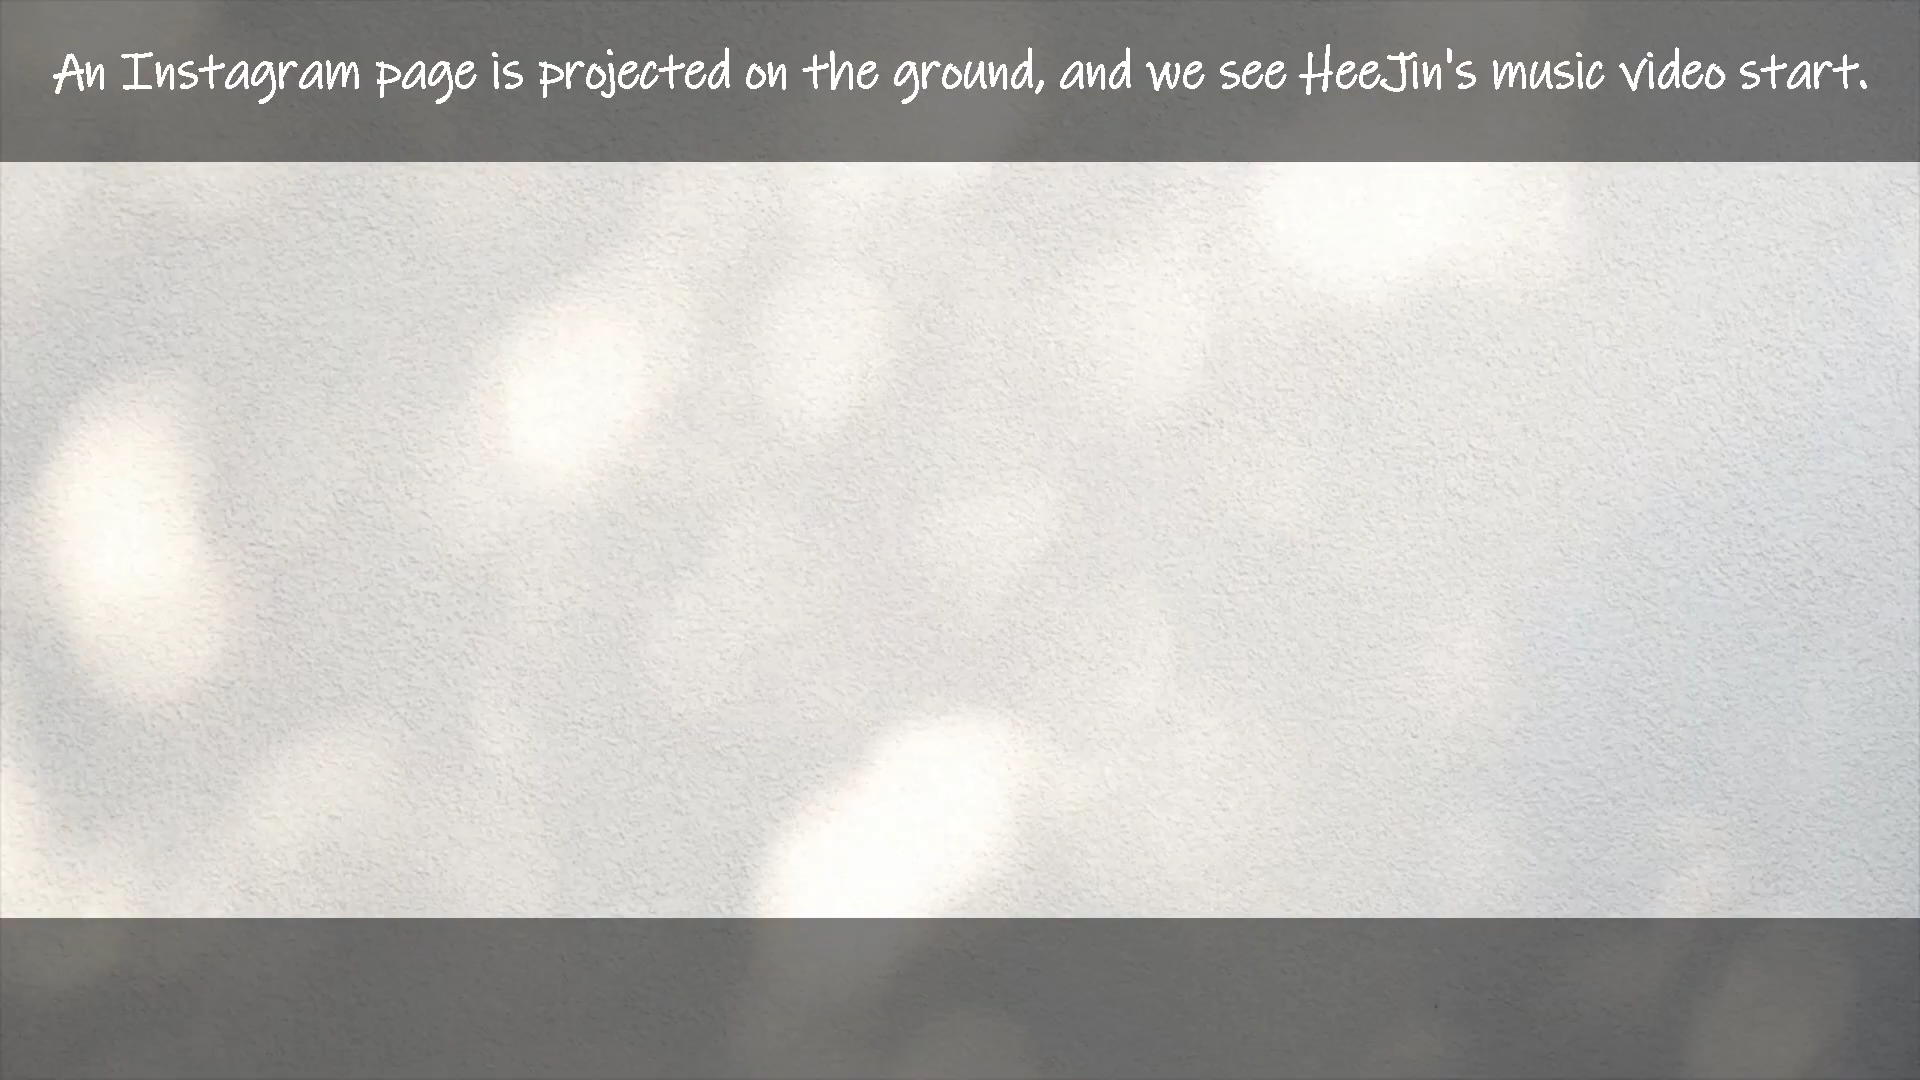 An Instagram page is projected on the ground, and we see HeeJin's music video start.